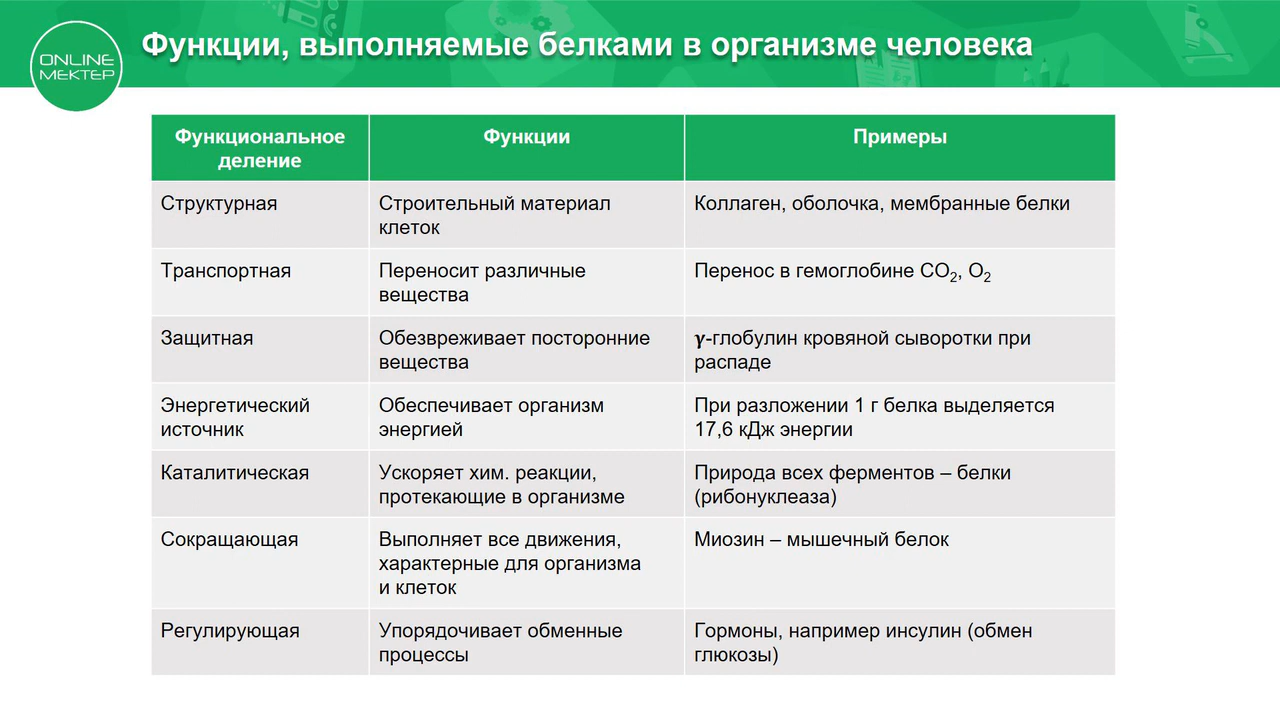 ONLINE
МЕКТЕР
Функции, выполняемые белками в организме человека
Функциональное
деление
Функции
Примеры
Структурная
Строительный материал
клеток
Коллаген, оболочка, мембранные белки
Транспортная
Переносит различные
вещества
Перенос в гемоглобине CO₂, O₂
Защитная
Обезвреживает посторонние
вещества
γ-глобулин кровяной сыворотки при
распаде
Энергетический
источник
Обеспечивает организм
энергией
При разложении 1 г белка выделяется
17,6 кДж энергии
Каталитическая
Ускоряет хим. реакции,
протекающие в организме
Природа всех ферментов – белки
(рибонуклеаза)
Сокращающая
Выполняет все движения,
характерные для организма
и клеток
Миозин – мышечный белок
Регулирующая
Упорядочивает обменные
процессы
Гормоны, например инсулин (обмен
глюкозы)